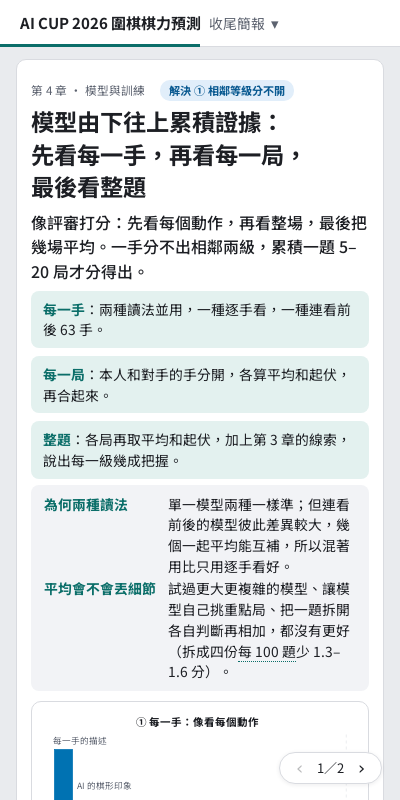 AI CUP 2026 圍棋棋力預測 收尾簡報 ▼
第 4 章 · 模型與訓練 解決 ① 相鄰等級分不開
模型由下往上累積證據：
先看每一手，再看每一局，
最後看整題
像評審打分：先看每個動作，再看整場，最後把
幾場平均。一手分不出相鄰兩級，累積一題 5–
20 局才分得出。
每一手：兩種讀法並用，一種逐手看，一種連看前
後 63 手。
每一局：本人和對手的手分開，各算平均和起伏，
再合起來。
整題：各局再取平均和起伏，加上第 3 章的線索，
說出每一級幾成把握。
為何兩種讀法 單一模型兩種一樣準；但連看
前後的模型彼此差異較大，幾
個一起平均能互補，所以混著
用比只用逐手看好。
平均會不會丟細節 試過更大更複雜的模型、讓模
型自己挑重點局、把一題拆開
各自判斷再相加，都沒有更好
（拆成四份每 100 題少 1.3–
1.6 分）。
① 每一手：像看每個動作
每一手的描述
AI 的棋形印象
‹ 1／2 ›